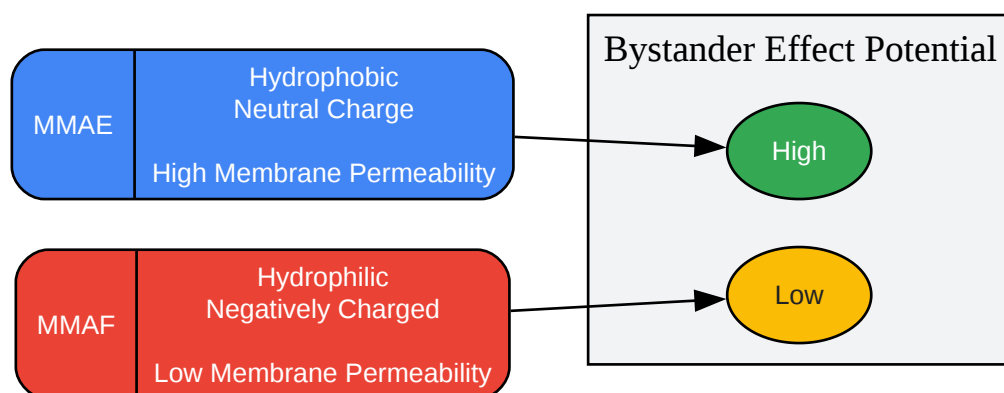 Bystander Effect Potential
MMAE
Hydrophobic
Neutral Charge
High Membrane Permeability
High
MMAF
Hydrophilic
Negatively Charged
Low Membrane Permeability
Low